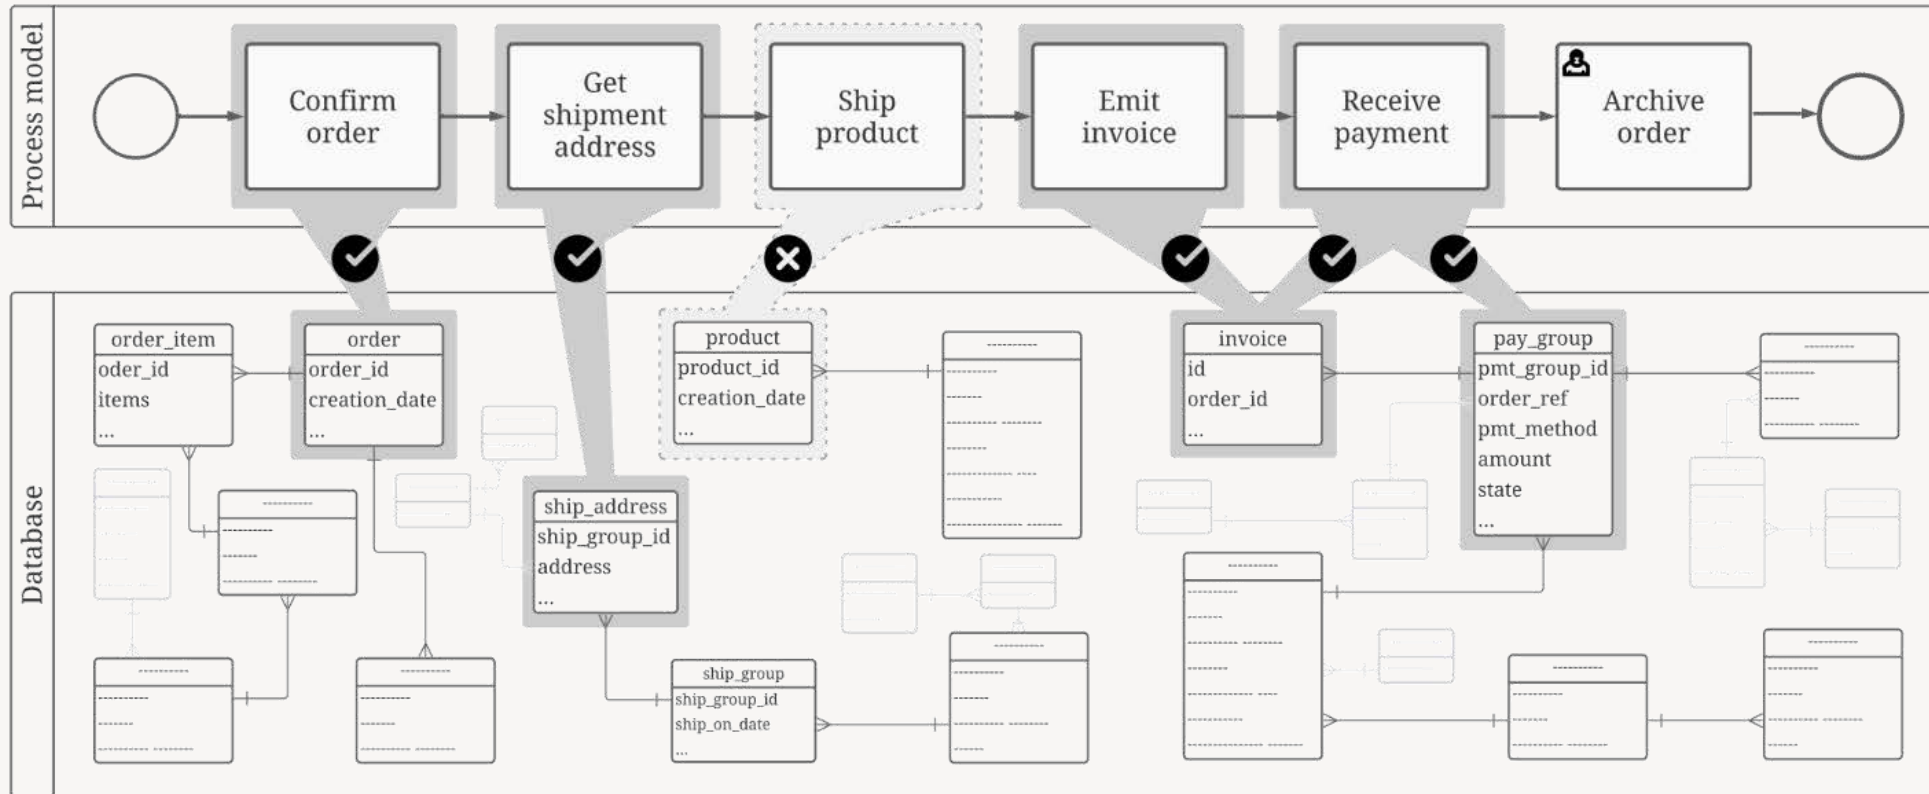 Process model
Confirm
order
Get
shipment
address
Ship
product
Emit
invoice
Receive
payment
Archive
order
Database
order_item
oder_id
items
...
order
order_id
creation_date
...
product
product_id
creation_date
...
invoice
id
order_id
...
pay_group
pmt_group_id
order_ref
pmt_method
amount
state
...
ship_address
ship_group_id
address
...
ship_group
ship_group_id
ship_on_date
...